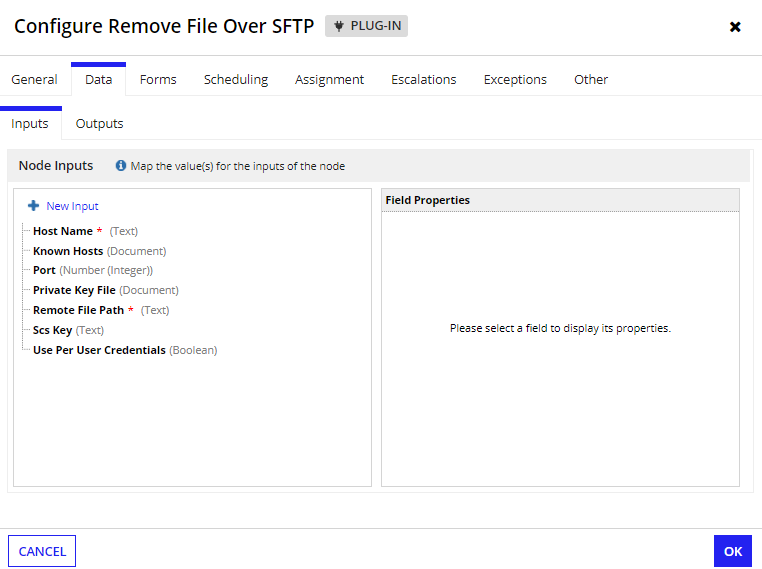 Configure Remove File Over SFTP PLUG-IN
General Data Forms Scheduling Assignment Escalations Exceptions Other
Inputs Outputs
Node Inputs Map the value(s) for the inputs of the node
New Input
Host Name * (Text)
Known Hosts (Document)
Port (Number (Integer))
Private Key File (Document)
Remote File Path * (Text)
Scs Key (Text)
Use Per User Credentials (Boolean)
Field Properties
Please select a field to display its properties.
CANCEL OK